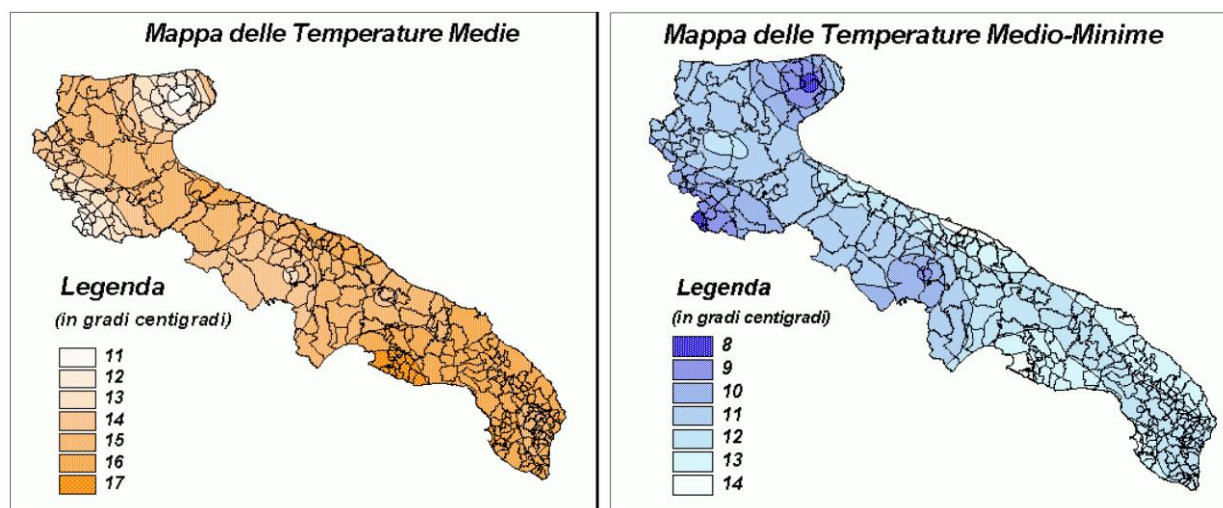 Mappa delle Temperature Medie
Legenda
(in gradi centigradi)
11
12
13
14
15
16
17
Mappa delle Temperature Medio-Minime
Legenda
(in gradi centigradi)
8
9
10
11
12
13
14